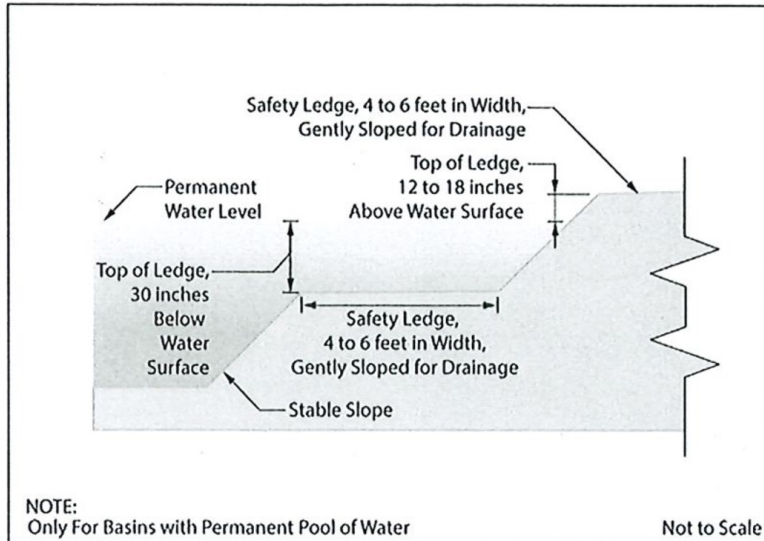 Safety Ledge, 4 to 6 feet in Width,
Gently Sloped for Drainage
Top of Ledge,
12 to 18 inches
Above Water Surface
Permanent
Water Level
Top of Ledge,
30 inches
Below
Water
Surface
Safety Ledge,
4 to 6 feet in Width,
Gently Sloped for Drainage
Stable Slope
NOTE:
Only For Basins with Permanent Pool of Water
Not to Scale